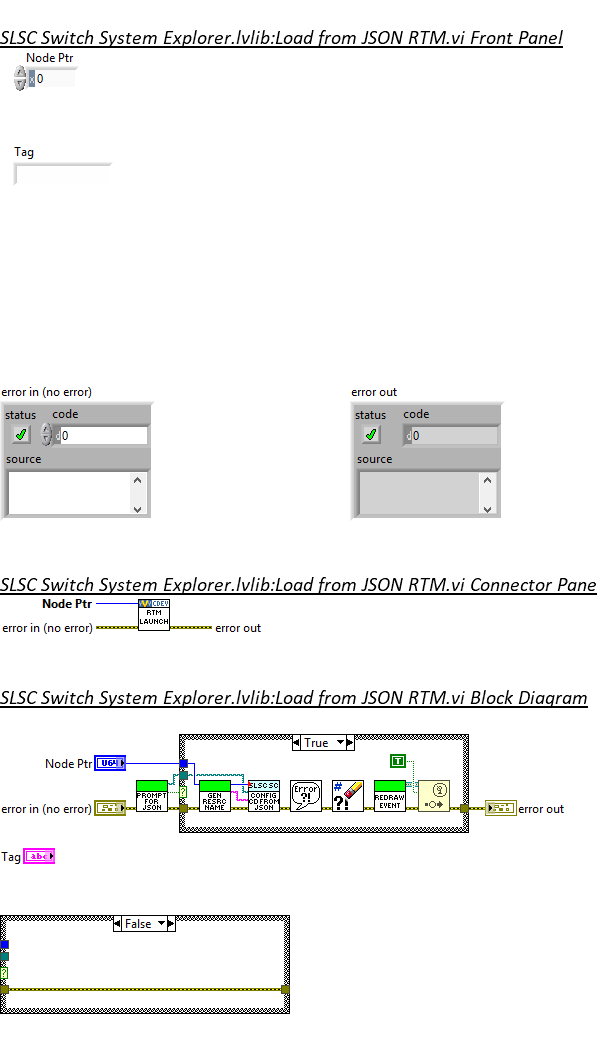 SLSC Switch System Explorer.lvlib:Load from JSON RTM.vi Front Panel
Node Ptr
x 0
Tag
error in (no error)
error out
status code
status code
d 0
d 0
source
source
SLSC Switch System Explorer.lvlib:Load from JSON RTM.vi Connector Pane
Node Ptr
CDEV
RTM
LAUNCH
error in (no error)
error out
SLSC Switch System Explorer.lvlib:Load from JSON RTM.vi Block Diagram
True
Node Ptr
U64
T
?
PROMPT
FOR
JSON
GEN
RESRC
NAME
SLSC SC
CONFIG
CD FROM
JSON
Error
?!
#
?!
REDRAW
EVENT
error in (no error)
error out
Tag
abc
False
?